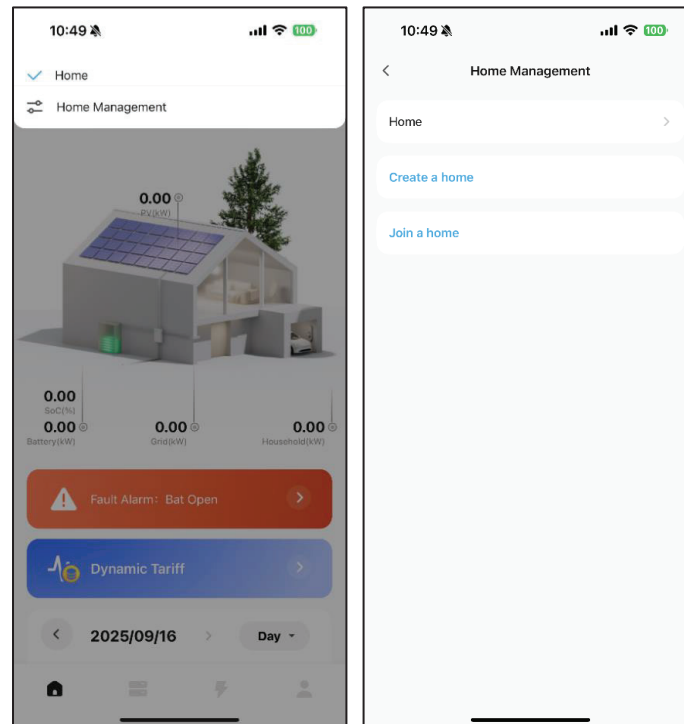 10:49
100
Home
Home Management
0.00
PV(kW)
0.00
SoC(%)
0.00
Battery(kW)
0.00
Grid(kW)
0.00
Household(kW)
Fault Alarm: Bat Open
Dynamic Tariff
2025/09/16
Day
10:49
100
Home Management
Home
Create a home
Join a home